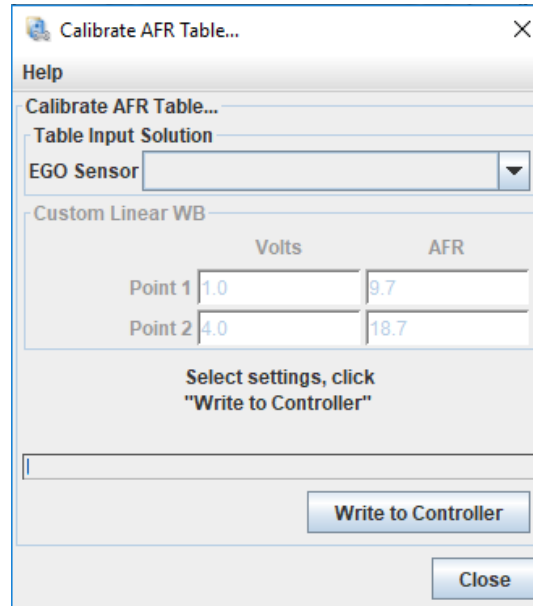 Calibrate AFR Table...
Help
Calibrate AFR Table...
Table Input Solution
EGO Sensor
Custom Linear WB
Volts AFR
Point 1 1.0 9.7
Point 2 4.0 18.7
Select settings, click
"Write to Controller"
Write to Controller
Close